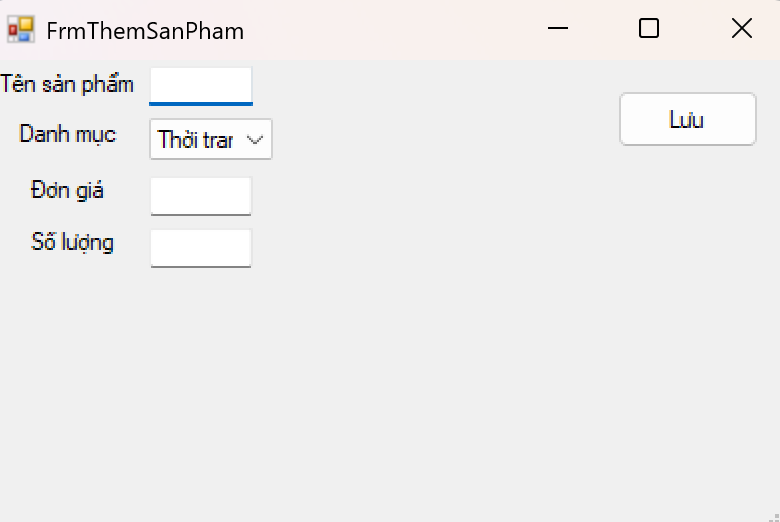 FrmThemSanPham
Tên sản phẩm
Lưu
Danh mục
Thời trar
Đơn giá
Số lượng